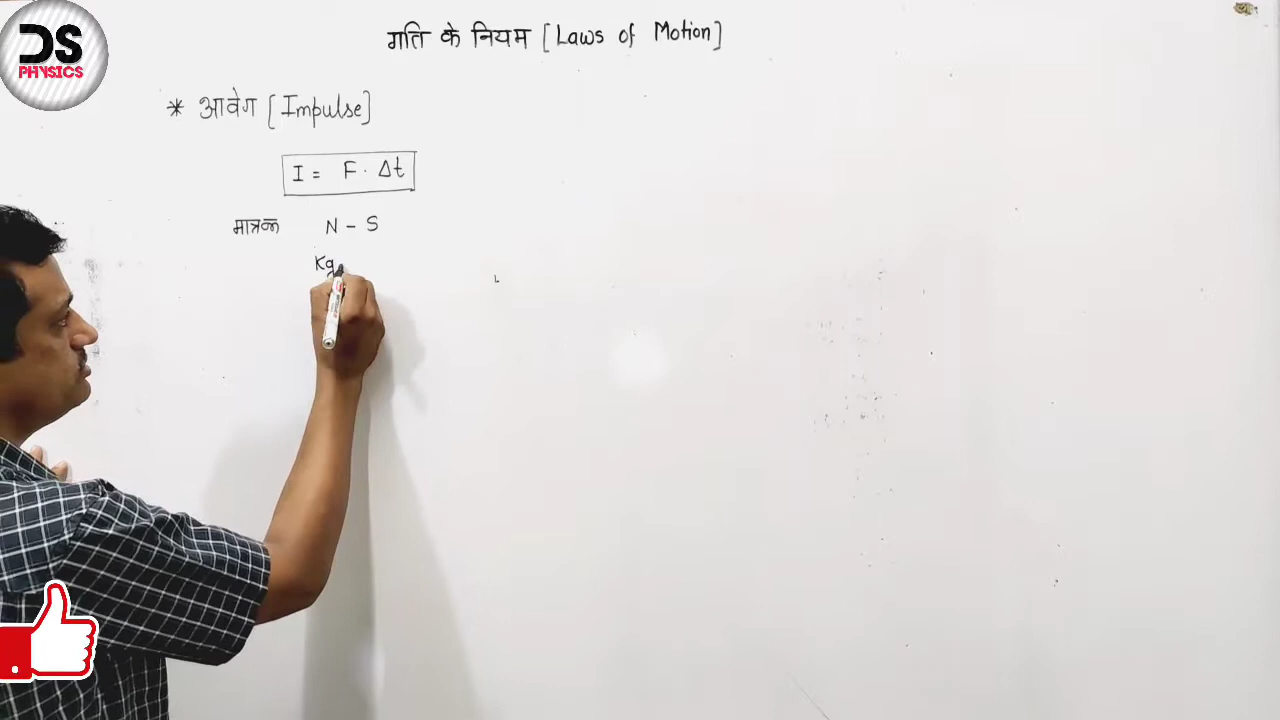 DS
PHYSICS
गति के नियम [Laws of Motion]
* आवेग [Impulse]
I = F · Δt
मात्रक N - S
Kg